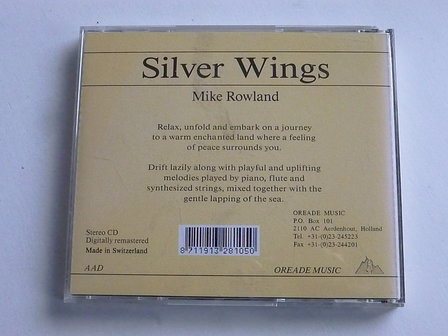 Silver Wings
Mike Rowland
Relax, unfold and embark on a journey
to a warm enchanted land where a feeling
of peace surrounds you.
Drift lazily along with playful and uplifting
melodies played by piano, flute and
synthesized strings, mixed together with the
gentle lapping of the sea.
Stereo CD
Digitally remastered
Made in Switzerland
8 711913 281050
OREADE MUSIC
P.O. Box 101
2110 AC Aerdenhout, Holland
Tel. +31-(0)23-245223
Fax +31-(0)23-244201
AAD
OREADE MUSIC